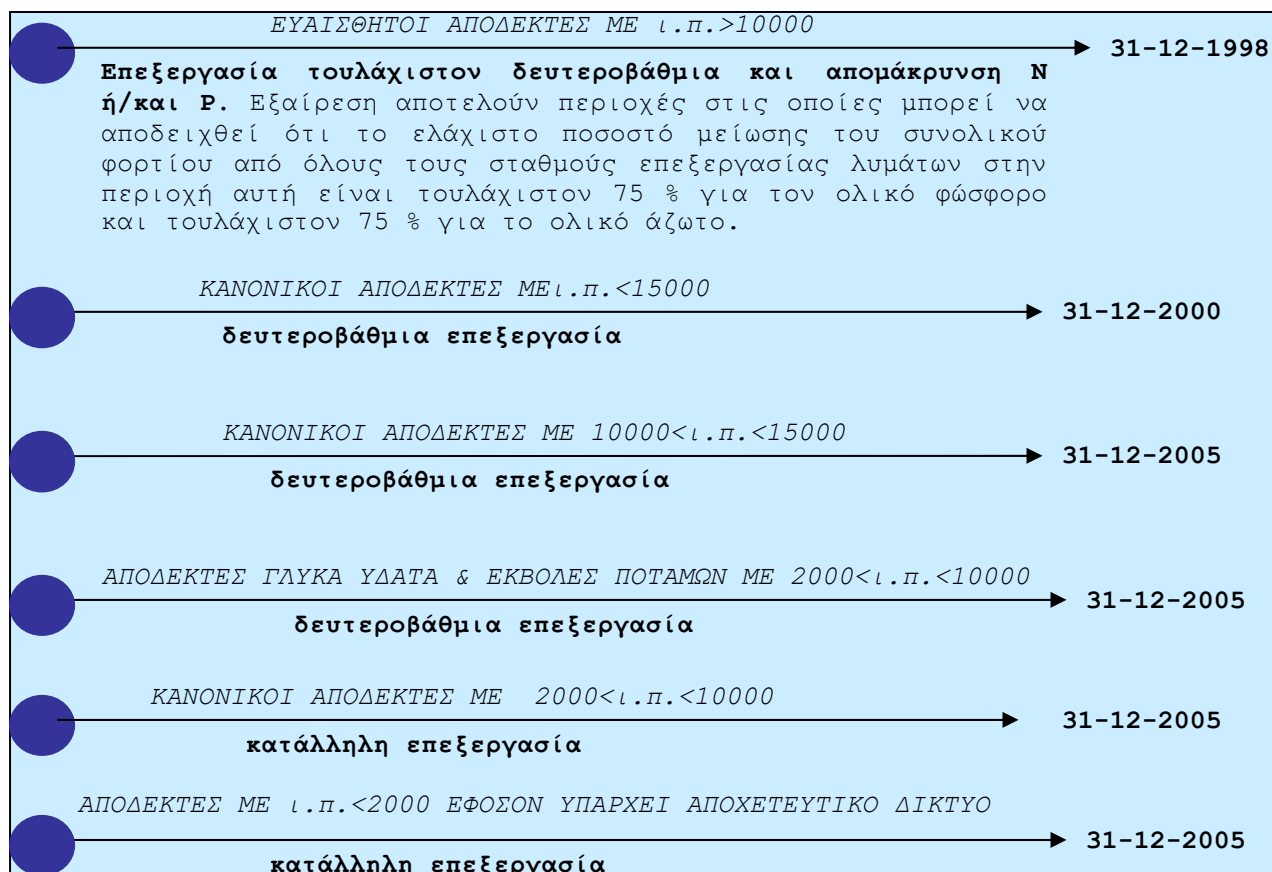 ΕΥΑΙΣΘΗΤΟΙ ΑΠΟΔΕΚΤΕΣ ΜΕ ι.π.>10000
31-12-1998
Επεξεργασία τουλάχιστον δευτεροβάθμια και απομάκρυνση Ν
ή/και Ρ. Εξαίρεση αποτελούν περιοχές στις οποίες μπορεί να
αποδειχθεί ότι το ελάχιστο ποσοστό μείωσης του συνολικού
φορτίου από όλους τους σταθμούς επεξεργασίας λυμάτων στην
περιοχή αυτή είναι τουλάχιστον 75 % για τον ολικό φώσφορο
και τουλάχιστον 75 % για το ολικό άζωτο.
ΚΑΝΟΝΙΚΟΙ ΑΠΟΔΕΚΤΕΣ ΜΕι.π.<15000
31-12-2000
δευτεροβάθμια επεξεργασία
ΚΑΝΟΝΙΚΟΙ ΑΠΟΔΕΚΤΕΣ ΜΕ 10000<ι.π.<15000
31-12-2005
δευτεροβάθμια επεξεργασία
ΑΠΟΔΕΚΤΕΣ ΓΛΥΚΑ ΥΔΑΤΑ & ΕΚΒΟΛΕΣ ΠΟΤΑΜΩΝ ΜΕ 2000<ι.π.<10000
31-12-2005
δευτεροβάθμια επεξεργασία
ΚΑΝΟΝΙΚΟΙ ΑΠΟΔΕΚΤΕΣ ΜΕ 2000<ι.π.<10000
31-12-2005
κατάλληλη επεξεργασία
ΑΠΟΔΕΚΤΕΣ ΜΕ ι.π.<2000 ΕΦΟΣΟΝ ΥΠΑΡΧΕΙ ΑΠΟΧΕΤΕΥΤΙΚΟ ΔΙΚΤΥΟ
31-12-2005
κατάλληλη επεξεργασία